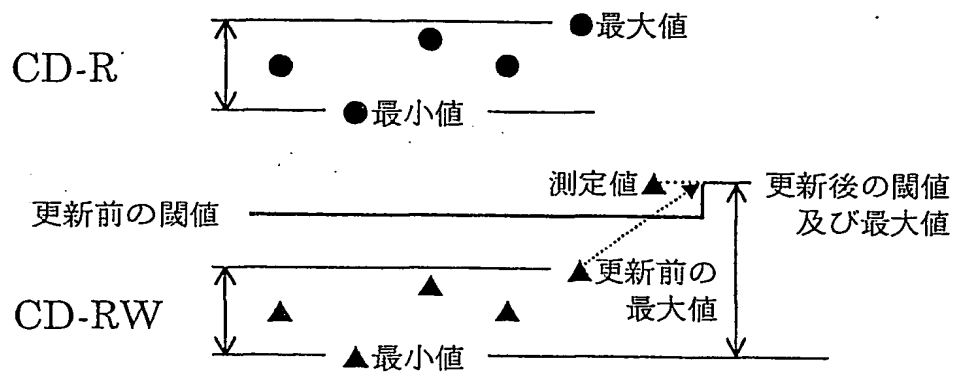 最大値
CD-R
最小値
測定値
更新後の閾値
及び最大値
更新前の閾値
更新前の
最大値
CD-RW
最小値